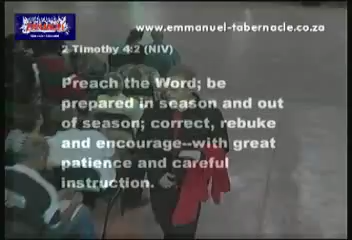 www.emmanuel-tabernacle.co.za
2 Timothy 4:2 (NIV)
Preach the Word; be
prepared in season and out
of season; correct, rebuke
and encourage--with great
patience and careful
instruction.